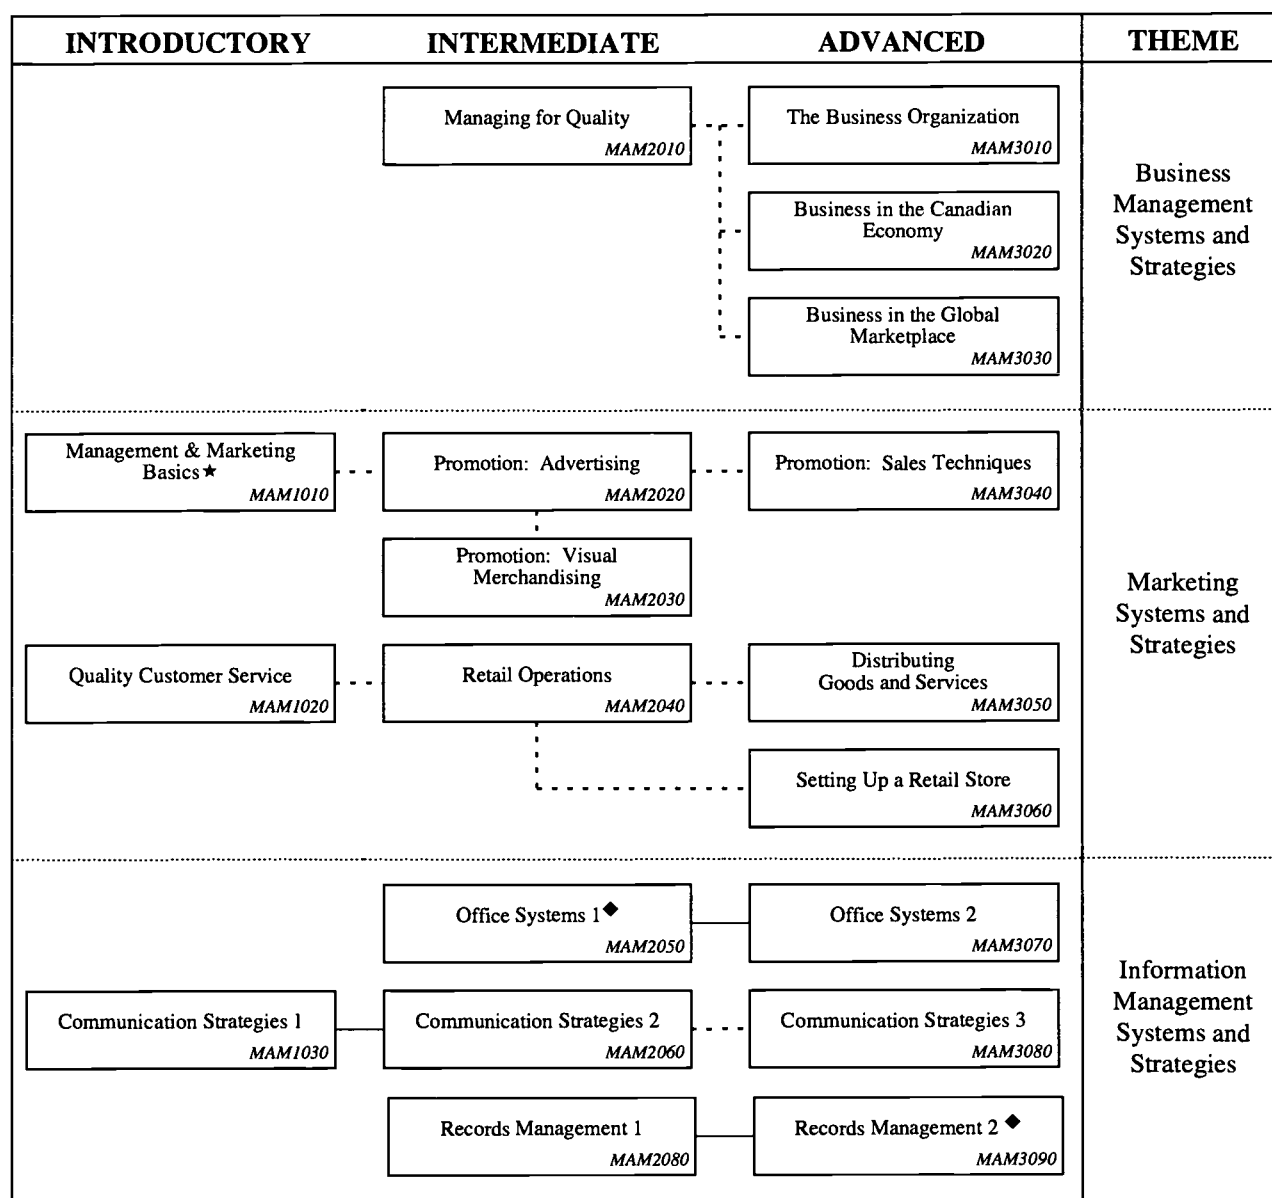 INTRODUCTORY INTERMEDIATE ADVANCED THEME
Managing for Quality
MAM2010
The Business Organization
MAM3010
Business in the Canadian
Economy
MAM3020
Business in the Global
Marketplace
MAM3030
Business
Management
Systems and
Strategies
Management & Marketing
Basics★
MAM1010
Promotion: Advertising
MAM2020
Promotion: Sales Techniques
MAM3040
Promotion: Visual
Merchandising
MAM2030
Quality Customer Service
MAM1020
Retail Operations
MAM2040
Distributing
Goods and Services
MAM3050
Setting Up a Retail Store
MAM3060
Marketing
Systems and
Strategies
Office Systems 1◆
MAM2050
Office Systems 2
MAM3070
Communication Strategies 1
MAM1030
Communication Strategies 2
MAM2060
Communication Strategies 3
MAM3080
Records Management 1
MAM2080
Records Management 2 ◆
MAM3090
Information
Management
Systems and
Strategies